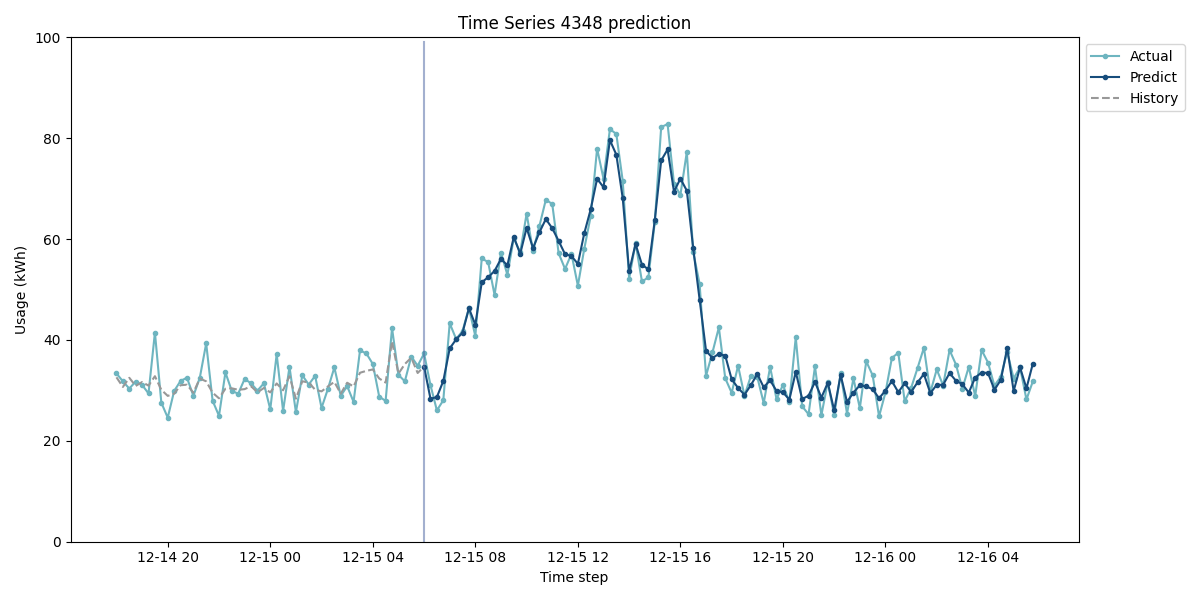 Time Series 4348 prediction
100
80
60
40
20
0
Usage (kWh)
12-14 20
12-15 00
12-15 04
12-15 08
12-15 12
12-15 16
12-15 20
12-16 00
12-16 04
Time step
Actual
Predict
History